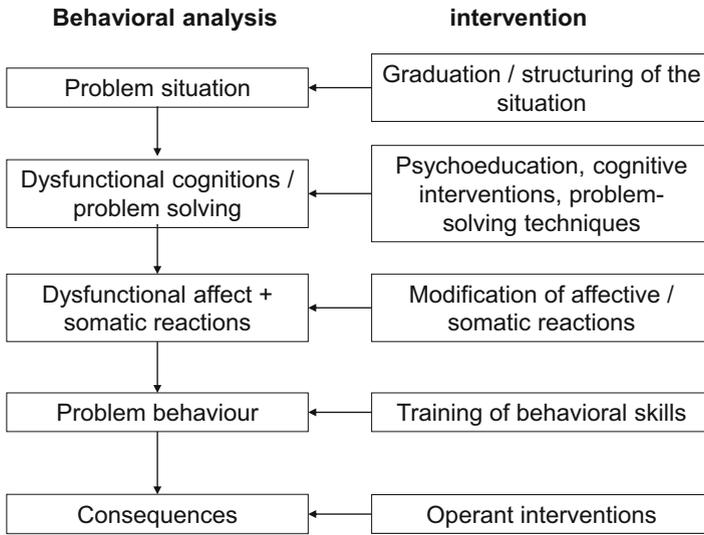 Behavioral analysis
intervention
Problem situation
Graduation / structuring of the
situation
Dysfunctional cognitions /
problem solving
Psychoeducation, cognitive
interventions, problem-
solving techniques
Dysfunctional affect +
somatic reactions
Modification of affective /
somatic reactions
Problem behaviour
Training of behavioral skills
Consequences
Operant interventions